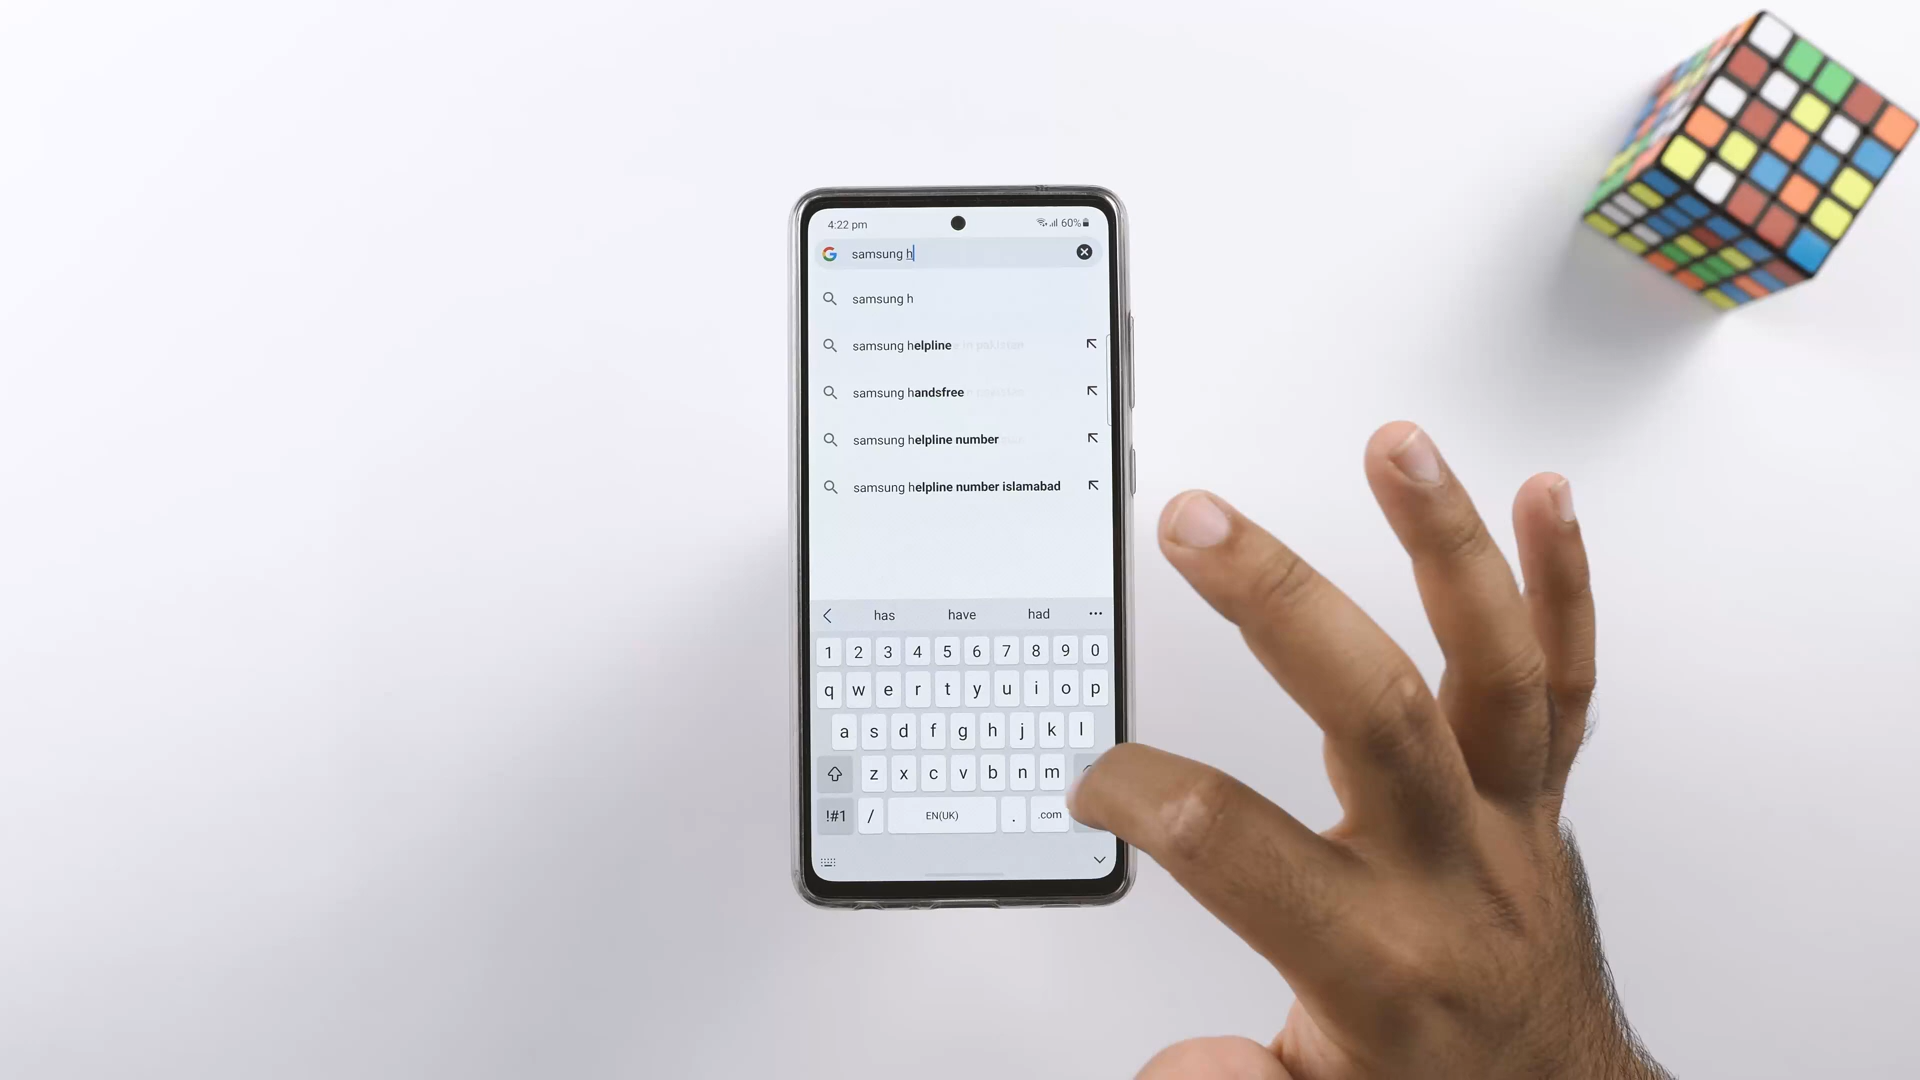 4:22 pm
60%
samsung h
samsung h
samsung helpline
samsung handsfree
samsung helpline number
samsung helpline number islamabad
has have had
1 2 3 4 5 6 7 8 9 0
q w e r t y u i o p
a s d f g h j k l
z x c v b n m
!#1 / EN(UK) . .com